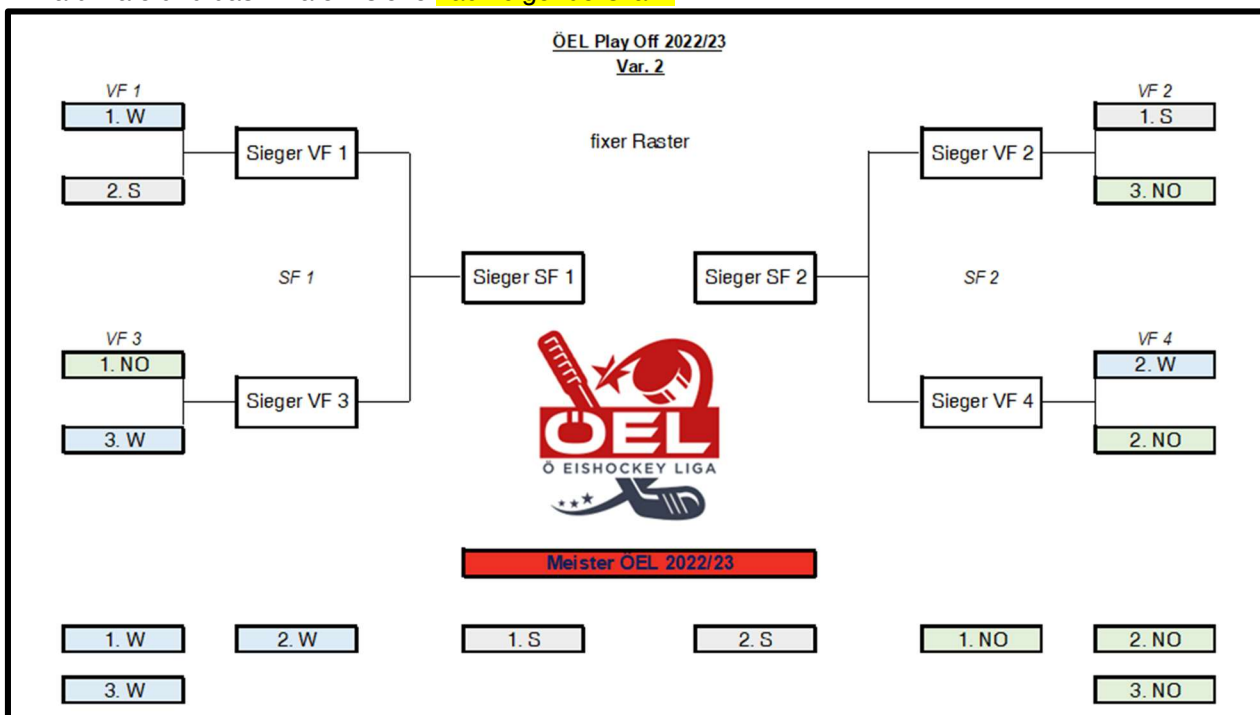 ÖEL Play Off 2022/23
Var. 2
VF 1
VF 2
1. W
1. S
fixer Raster
Sieger VF 1
Sieger VF 2
2. S
3. NO
SF 1
Sieger SF 1
Sieger SF 2
SF 2
VF 3
VF 4
1. NO
2. W
Sieger VF 3
Sieger VF 4
3. W
2. NO
ÖEL
Ö EISHOCKEY LIGA
Meister ÖEL 2022/23
1. W
2. W
1. S
2. S
1. NO
2. NO
3. W
3. NO